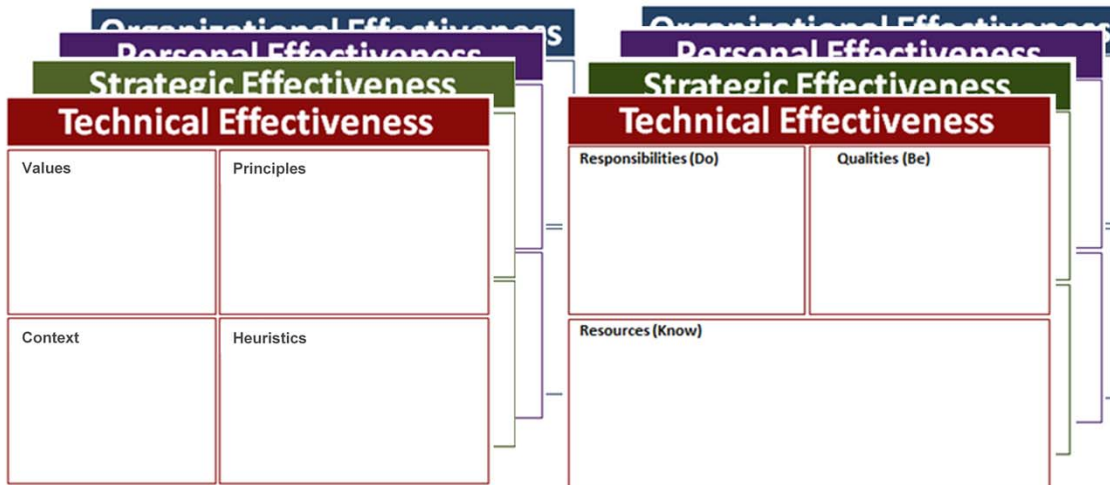 Organizational Effectiveness
Personal Effectiveness
Strategic Effectiveness
Technical Effectiveness
Values
Principles
Context
Heuristics
Organizational Effectiveness
Personal Effectiveness
Strategic Effectiveness
Technical Effectiveness
Responsibilities (Do)
Qualities (Be)
Resources (Know)